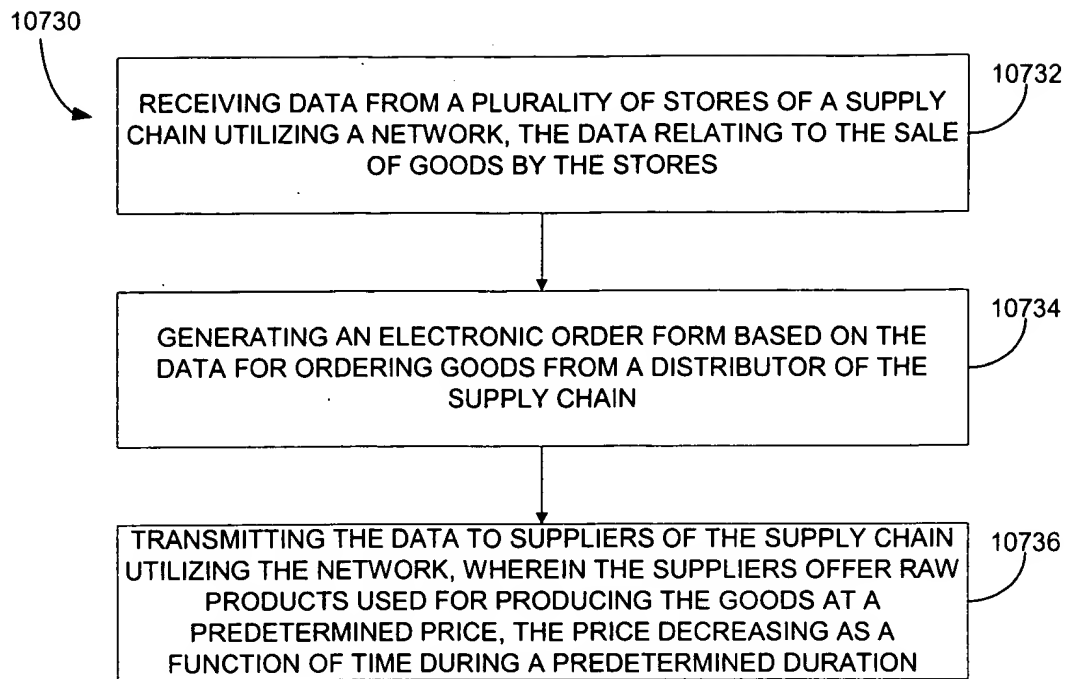 10730
10732
RECEIVING DATA FROM A PLURALITY OF STORES OF A SUPPLY
CHAIN UTILIZING A NETWORK, THE DATA RELATING TO THE SALE
OF GOODS BY THE STORES
10734
GENERATING AN ELECTRONIC ORDER FORM BASED ON THE
DATA FOR ORDERING GOODS FROM A DISTRIBUTOR OF THE
SUPPLY CHAIN
10736
TRANSMITTING THE DATA TO SUPPLIERS OF THE SUPPLY CHAIN
UTILIZING THE NETWORK, WHEREIN THE SUPPLIERS OFFER RAW
PRODUCTS USED FOR PRODUCING THE GOODS AT A
PREDETERMINED PRICE, THE PRICE DECREASING AS A
FUNCTION OF TIME DURING A PREDETERMINED DURATION